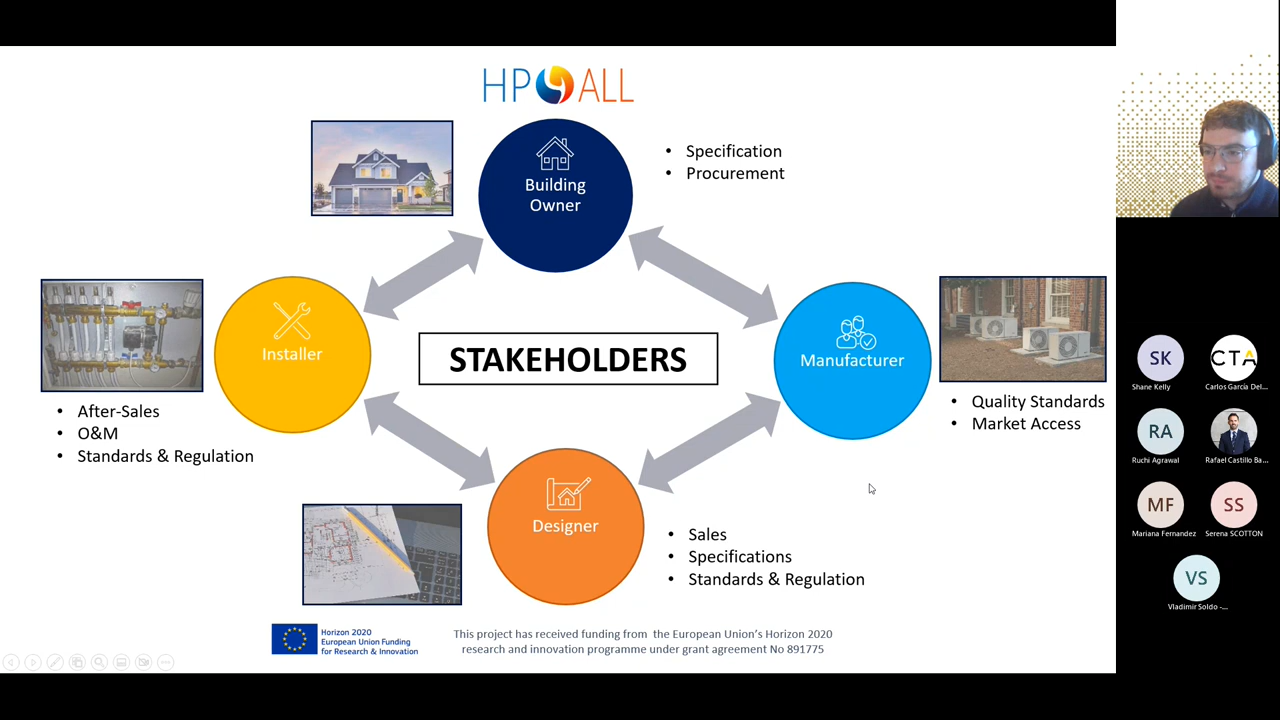 HP ALL
Building
Owner
• Specification
• Procurement
Installer
STAKEHOLDERS
Manufacturer
• After-Sales
• O&M
• Standards & Regulation
• Quality Standards
• Market Access
Designer
• Sales
• Specifications
• Standards & Regulation
Horizon 2020
European Union Funding
for Research & Innovation
This project has received funding from the European Union's Horizon 2020
research and innovation programme under grant agreement No 891775
SK
Shane Kelly
CTA
Carlos García Del...
RA
Ruchi Agrawal
Rafael Castillo Ba...
MF
Mariana Fernandez
SS
Serena SCOTTON
VS
Vladimir Soldo -...